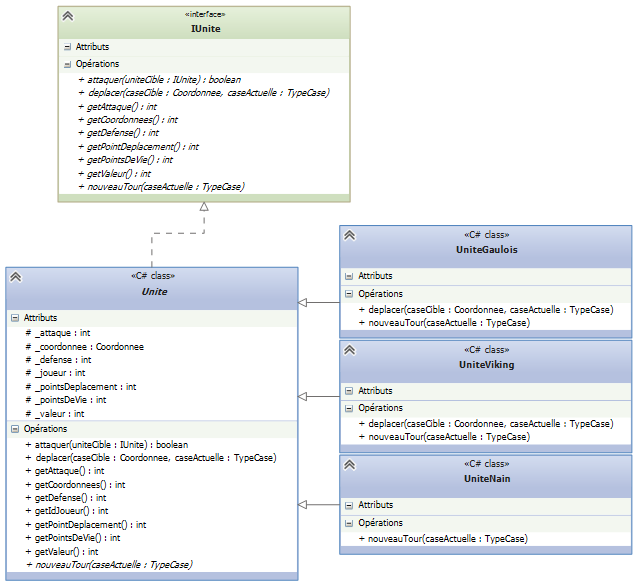 «interface»
IUnite
Attributs
Opérations
+ attaquer(uniteCible : IUnite) : boolean
+ deplacer(caseCible : Coordonnee, caseActuelle : TypeCase)
+ getAttaque() : int
+ getCoordonnees() : int
+ getDefense() : int
+ getPointDeplacement() : int
+ getPointsDeVie() : int
+ getValeur() : int
+ nouveauTour(caseActuelle : TypeCase)
«C# class»
Unite
Attributs
# _attaque : int
# _coordonnee : Coordonnee
# _defense : int
# _joueur : int
# _pointsDeplacement : int
# _pointsDeVie : int
# _valeur : int
Opérations
+ attaquer(uniteCible : IUnite) : boolean
+ deplacer(caseCible : Coordonnee, caseActuelle : TypeCase)
+ getAttaque() : int
+ getCoordonnees() : int
+ getDefense() : int
+ getIdJoueur() : int
+ getPointDeplacement() : int
+ getPointsDeVie() : int
+ getValeur() : int
+ nouveauTour(caseActuelle : TypeCase)
«C# class»
UniteGaulois
Attributs
Opérations
+ deplacer(caseCible : Coordonnee, caseActuelle : TypeCase)
+ nouveauTour(caseActuelle : TypeCase)
«C# class»
UniteViking
Attributs
Opérations
+ deplacer(caseCible : Coordonnee, caseActuelle : TypeCase)
+ nouveauTour(caseActuelle : TypeCase)
«C# class»
UniteNain
Attributs
Opérations
+ nouveauTour(caseActuelle : TypeCase)